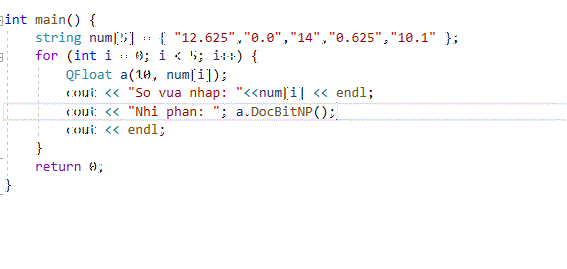 int main() {
string num[5] = { "12.625","0.0","14","0.625","10.1" };
for (int i = 0; i < 5; i++) {
QFloat a(10, num[i]);
cout << "So vua nhap: "<<num[i] << endl;
cout << "Nhi phan: "; a.DocBitNP();
cout << endl;
}
return 0;
}